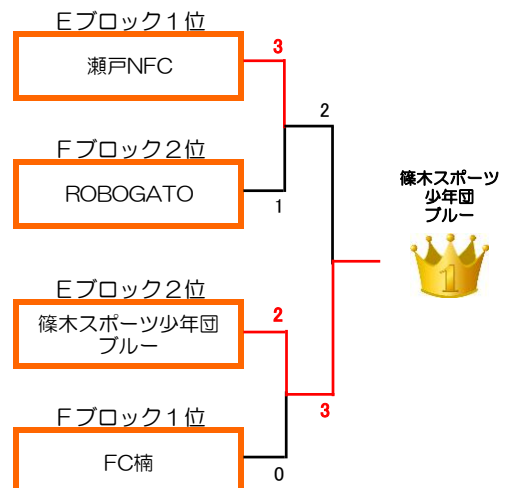 Eブロック1位
瀬戸NFC
3
2
Fブロック2位
ROBOGATO
1
篠木スポーツ
少年団
ブルー
1
Eブロック2位
篠木スポーツ少年団
ブルー
2
3
Fブロック1位
FC楠
0